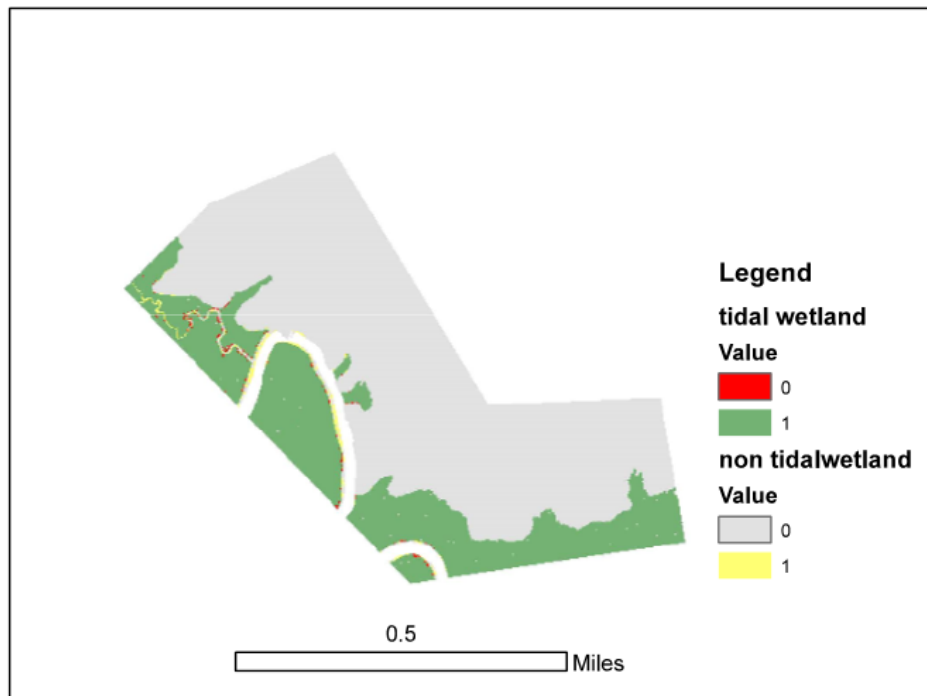 Legend
tidal wetland
Value
0
1
non tidalwetland
Value
0
1
0.5
Miles